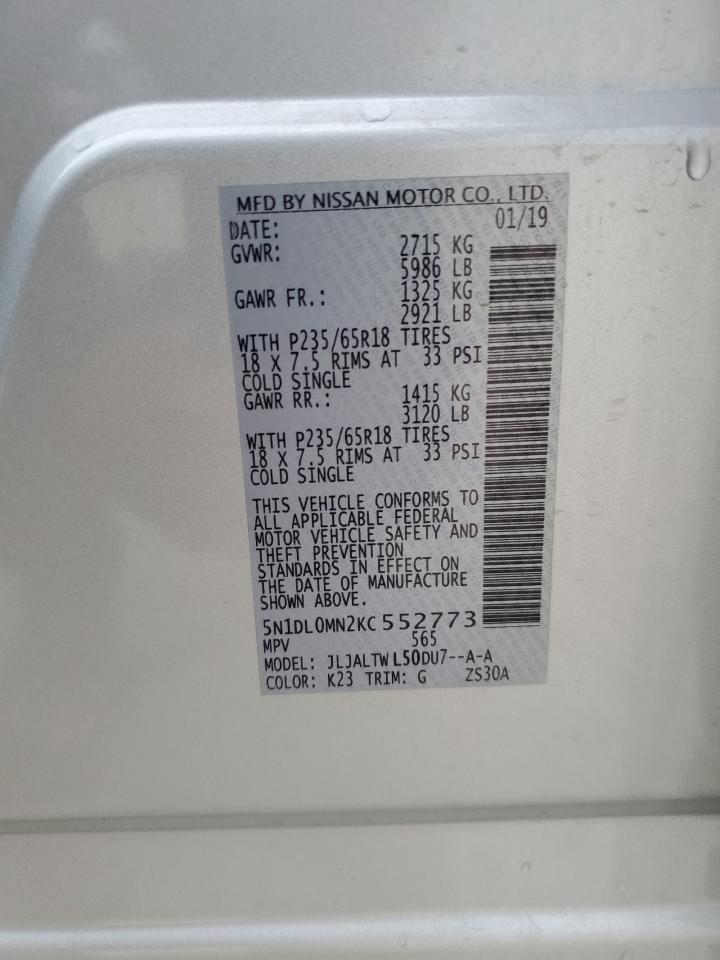 MFD BY NISSAN MOTOR CO., LTD.
DATE: 01/19
GVWR: 2715 KG
5986 LB
GAWR FR.: 1325 KG
2921 LB
WITH P235/65R18 TIRES
18 X 7.5 RIMS AT 33 PSI
COLD SINGLE
GAWR RR.: 1415 KG
3120 LB
WITH P235/65R18 TIRES
18 X 7.5 RIMS AT 33 PSI
COLD SINGLE
THIS VEHICLE CONFORMS TO
ALL APPLICABLE FEDERAL
MOTOR VEHICLE SAFETY AND
THEFT PREVENTION
STANDARDS IN EFFECT ON
THE DATE OF MANUFACTURE
SHOWN ABOVE.
5N1DL0MN2KC552773
MPV 565
MODEL: JLJALTWL50DU7--A-A
COLOR: K23 TRIM: G ZS30A